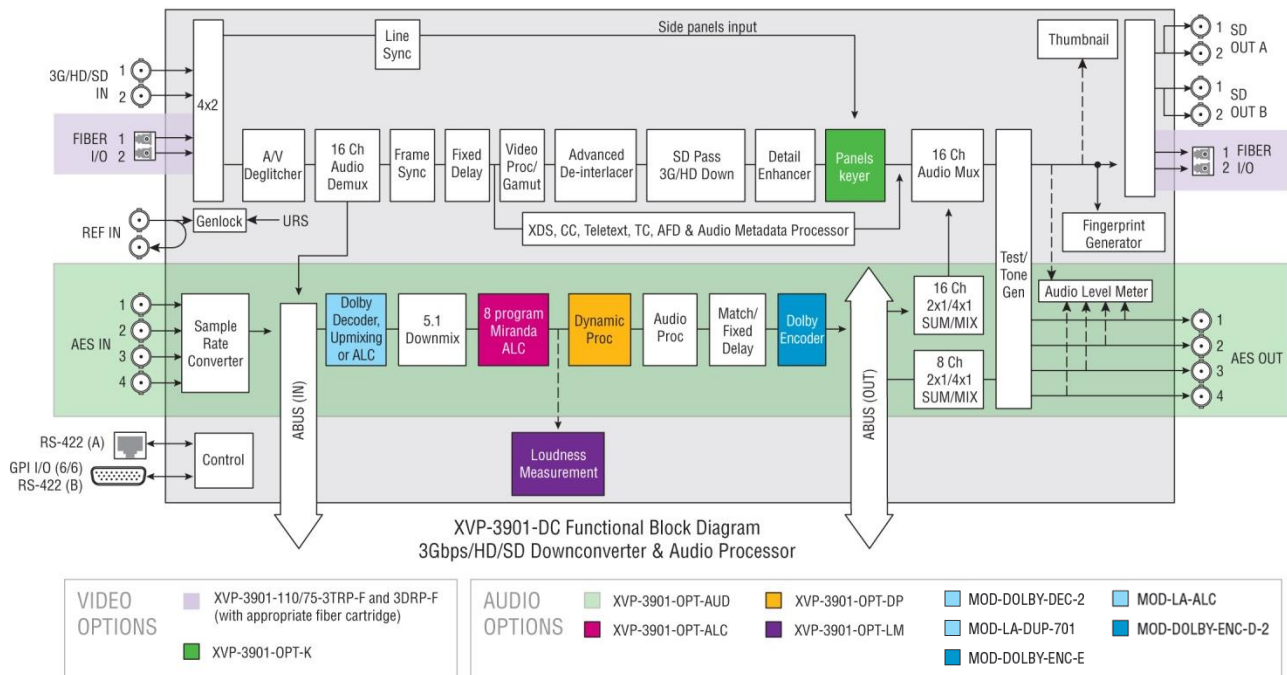 Line
Sync
Side panels input
Thumbnail
1
SD
OUT A
2
1
SD
OUT B
2
3G/HD/SD
IN
1
2
4x2
FIBER
I/O
1
2
1
2
FIBER
I/O
A/V
Deglitcher
16 Ch
Audio
Demux
Frame
Sync
Fixed
Delay
Video
Proc/
Gamut
Advanced
De-interlacer
SD Pass
3G/HD Down
Detail
Enhancer
Panels
keyer
16 Ch
Audio Mux
REF IN
Genlock
URS
XDS, CC, Teletext, TC, AFD & Audio Metadata Processor
Fingerprint
Generator
Test/
Tone
Gen
Audio Level Meter
AES IN
1
2
3
4
Sample
Rate
Converter
ABUS (IN)
Dolby
Decoder,
Upmixing
or ALC
5.1
Downmix
8 program
Miranda
ALC
Dynamic
Proc
Audio
Proc
Match/
Fixed
Delay
Dolby
Encoder
ABUS (OUT)
16 Ch
2x1/4x1
SUM/MIX
8 Ch
2x1/4x1
SUM/MIX
1
2
3
4
AES OUT
RS-422 (A)
GPI I/O (6/6)
RS-422 (B)
Control
Loudness
Measurement
XVP-3901-DC Functional Block Diagram
3Gbps/HD/SD Downconverter & Audio Processor
VIDEO
OPTIONS
XVP-3901-110/75-3TRP-F and 3DRP-F
(with appropriate fiber cartridge)
XVP-3901-OPT-K
AUDIO
OPTIONS
XVP-3901-OPT-AUD
XVP-3901-OPT-ALC
XVP-3901-OPT-DP
XVP-3901-OPT-LM
MOD-DOLBY-DEC-2
MOD-LA-DUP-701
MOD-DOLBY-ENC-E
MOD-LA-ALC
MOD-DOLBY-ENC-D-2